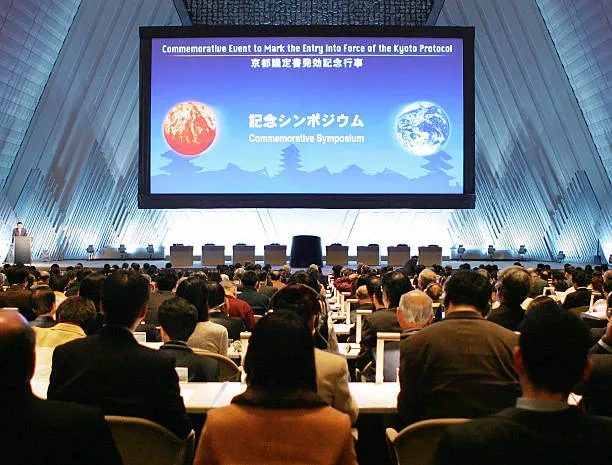 Commemorative Event to Mark the Entry into Force of the Kyoto Protocol
京都議定書発効記念行事
記念シンポジウム
Commemorative Symposium